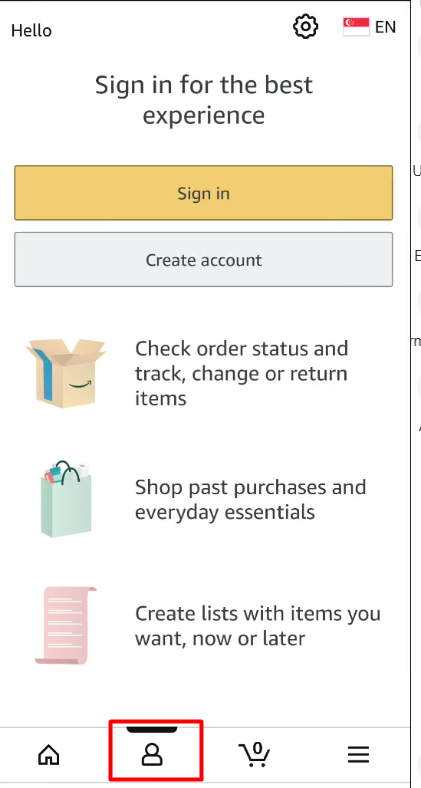 Hello
EN
Sign in for the best
experience
Sign in
Create account
Check order status and
track, change or return
items
Shop past purchases and
everyday essentials
Create lists with items you
want, now or later
0